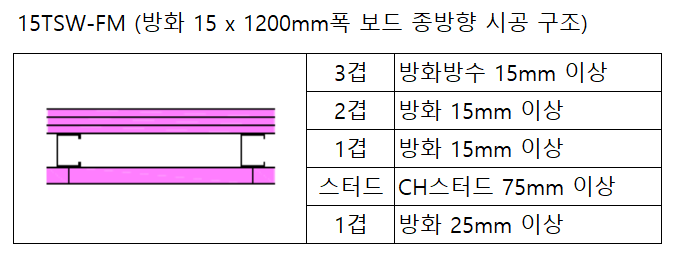 15TSW-FM (방화 15 x 1200mm폭 보드 종방향 시공 구조)
3겹 방화방수 15mm 이상
2겹 방화 15mm 이상
1겹 방화 15mm 이상
스터드 CH스터드 75mm 이상
1겹 방화 25mm 이상